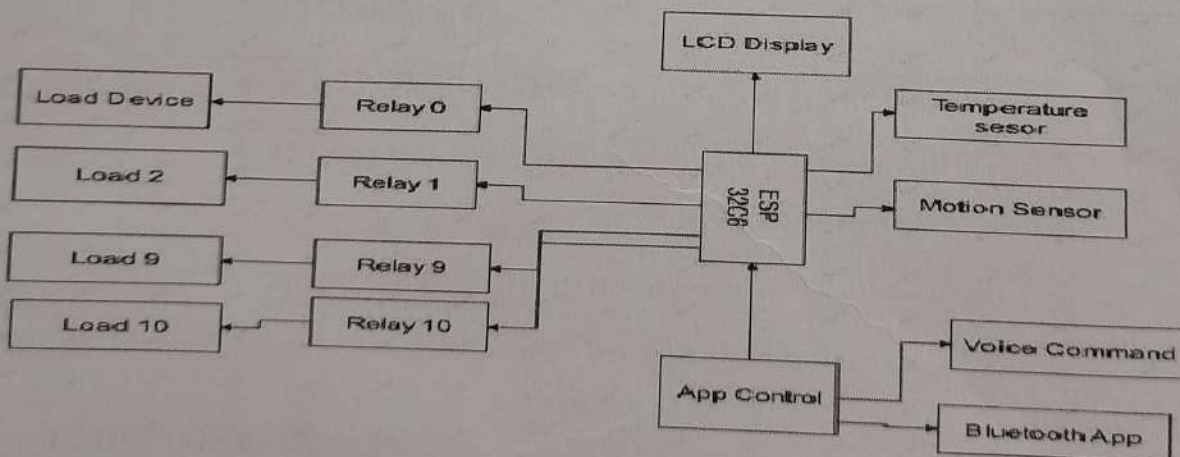 LCD Display
Load Device
Relay 0
Temperature
sesor
Load 2
Relay 1
ESP
32C6
Motion Sensor
Load 9
Relay 9
Load 10
Relay 10
Voice Command
App Control
Bluetooth App